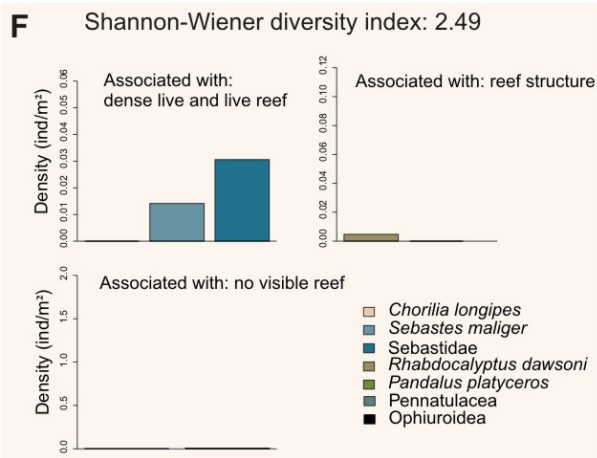 F
Shannon-Wiener diversity index: 2.49
Density (ind/m²)
0.00 0.01 0.02 0.03 0.04 0.05 0.06
Associated with:
dense live and live reef
0.00 0.02 0.04 0.06 0.08 0.10 0.12
Associated with: reef structure
Density (ind/m²)
0.0 0.5 1.0 1.5 2.0
Associated with: no visible reef
Chorilia longipes
Sebastes maliger
Sebastidae
Rhabdocalyptus dawsoni
Pandalus platyceros
Pennatulacea
Ophiuroidea